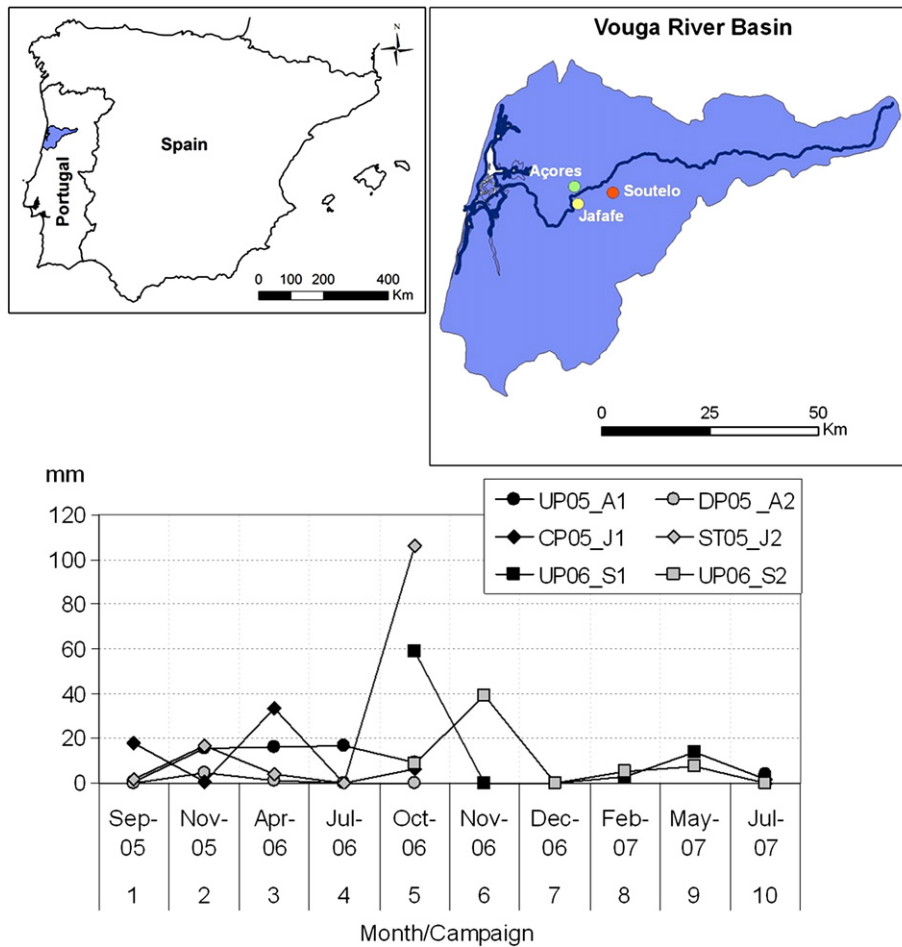 N
Spain
Portugal
0 100 200 400
Km
Vouga River Basin
Açores
Soutelo
Jafafe
0 25 50
Km
mm
UP05_A1 DP05 _A2
CP05_J1 ST05_J2
UP06_S1 UP06_S2
120
100
80
60
40
20
0
Sep- Nov- Apr- Jul- Oct- Nov- Dec- Feb- May- Jul-
05 05 06 06 06 06 06 07 07 07
1 2 3 4 5 6 7 8 9 10
Month/Campaign